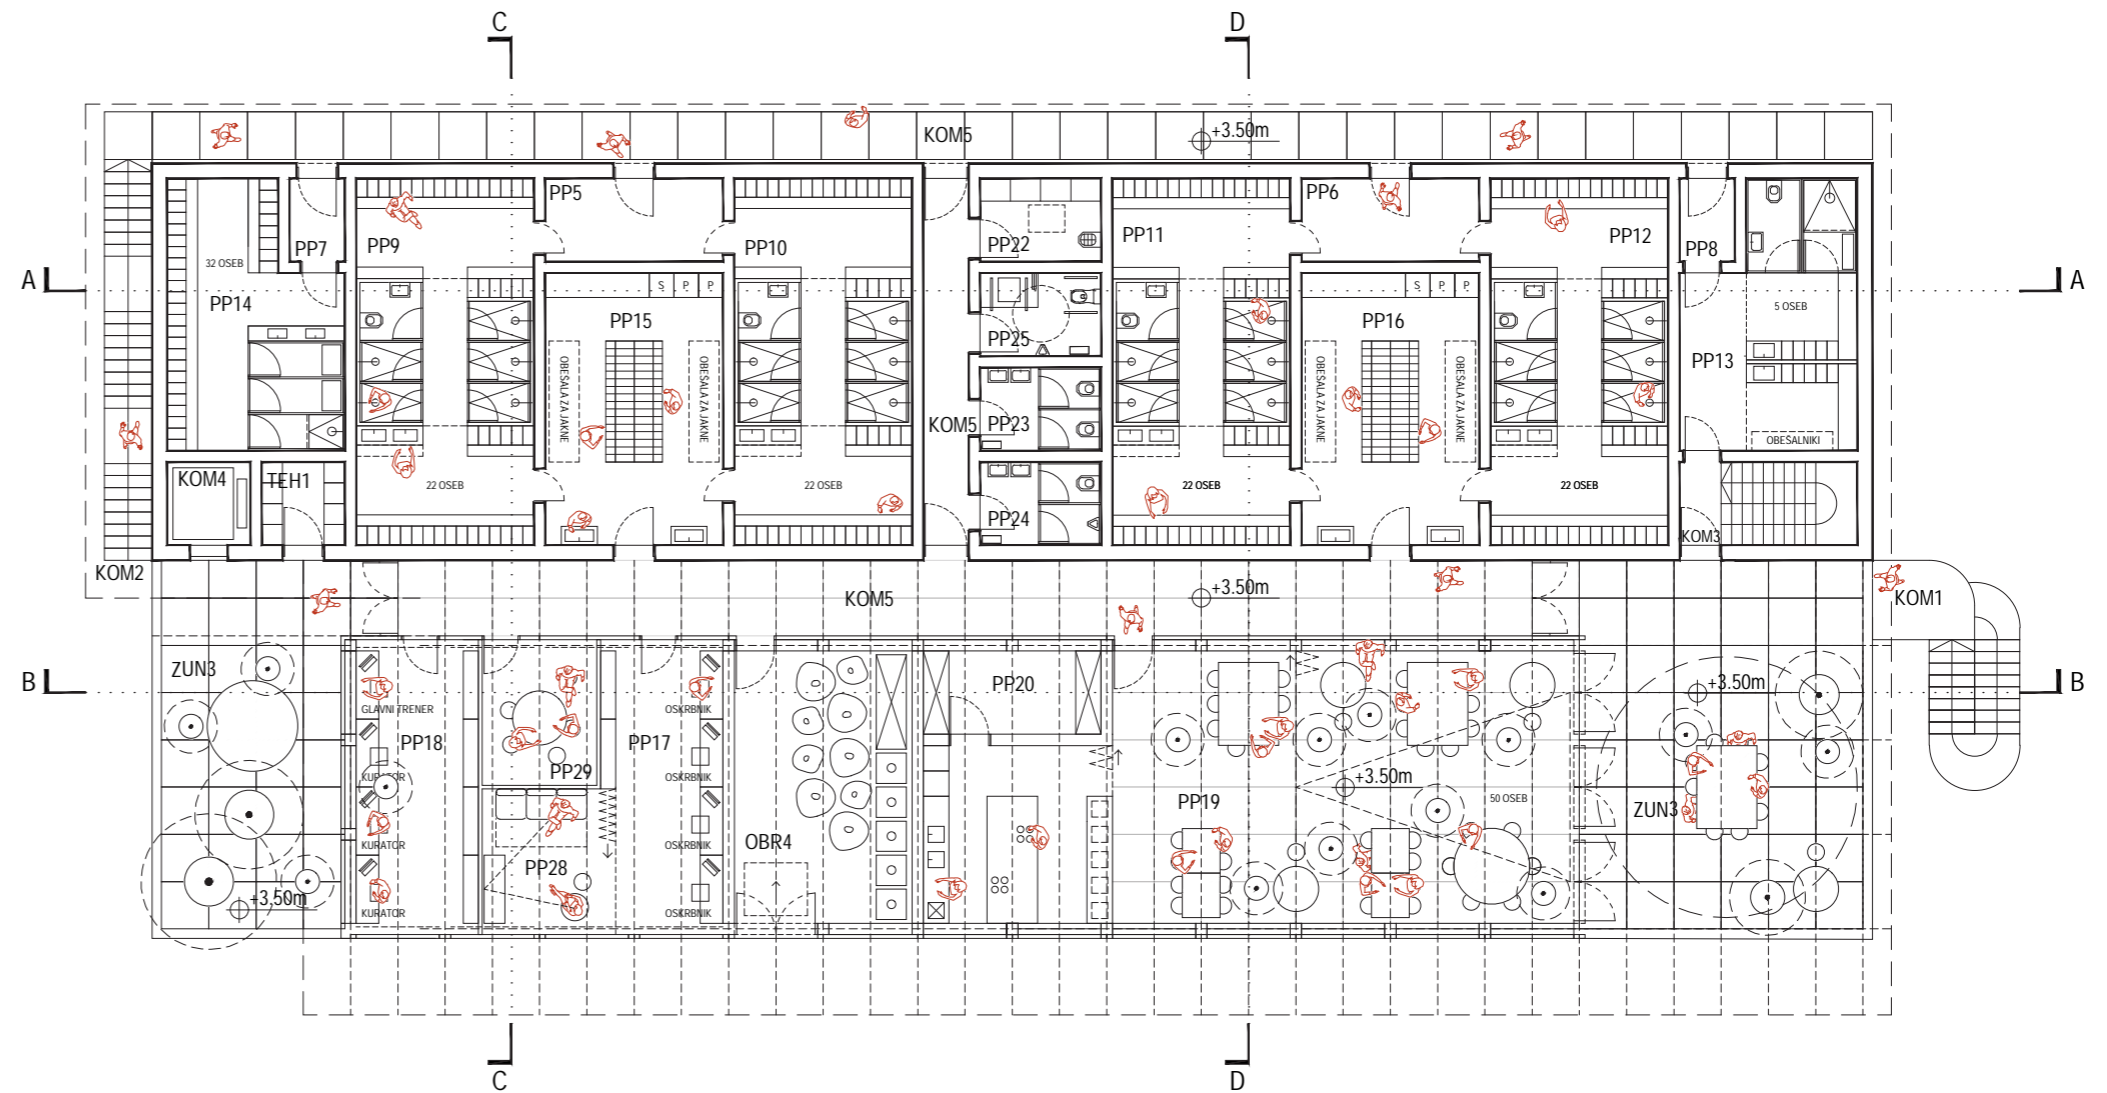 C
D
KOM5
+3.50m
PP5
PP6
PP7
PP9
PP10
PP22
PP11
PP12
PP8
32 OSEB
A
A
PP14
S P P
S P P
5 OSEB
PP15
PP25
PP16
PP13
OBEŠALA ZA JAKNE
OBEŠALA ZA JAKNE
OBEŠALA ZA JAKNE
OBEŠALA ZA JAKNE
KOM5
PP23
OBEŠALNIKI
KOM4
TEH1
22 OSEB
22 OSEB
22 OSEB
22 OSEB
PP24
KOM3
KOM2
KOM5
+3.50m
KOM1
ZUN3
B
B
PP20
+3.50m
GLAVNI TRENER
OSKRBNIK
PP18
PP17
PP29
KURATOR
OSKRBNIK
+3.50m
PP19
50 OSEB
ZUN3
KURATOR
OSKRBNIK
OBR4
PP28
+3.50m
KURATOR
OSKRBNIK
C
D